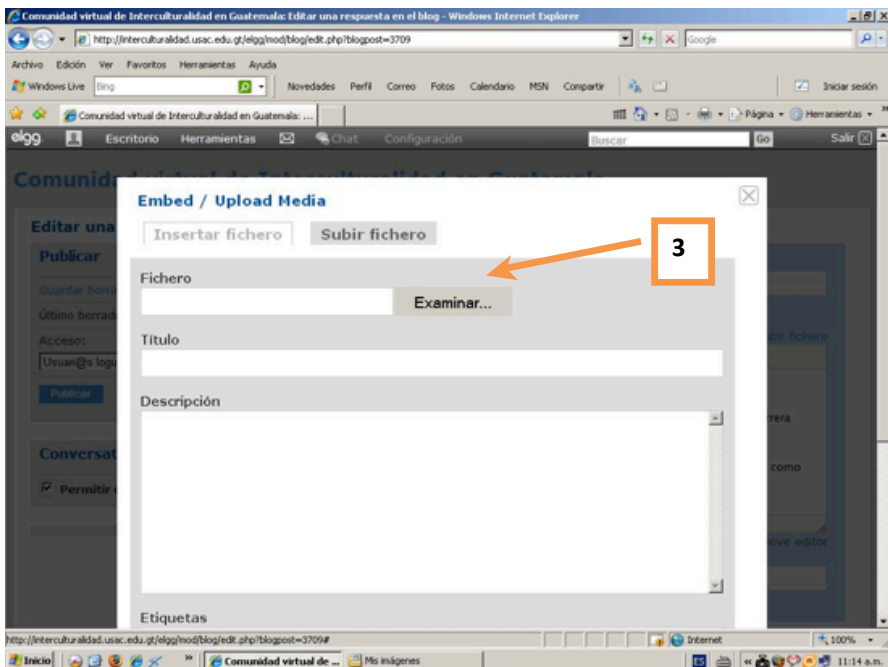 Comunidad virtual de Interculturalidad en Guatemala: Editar una respuesta en el blog - Windows Internet Explorer
http://interculturalidad.usac.edu.gt/elgg/mod/blog/edit.php?blogpost=3709
Google
Archivo Edición Ver Favoritos Herramientas Ayuda
Windows Live Bing Novedades Perfil Correo Fotos Calendario MSN Compartir Iniciar sesión
Comunidad virtual de Interculturalidad en Guatemala: ... Página Herramientas
elgg Escritorio Herramientas Chat Configuración Buscar Go Salir
Comunidad virtual de Interculturalidad en Guatemala
Embed / Upload Media
Editar una
Insertar fichero Subir fichero
3
Publicar
Fichero
Guardar borra
Examinar...
Último borrad
Acceso:
Título
bir fichero
Usuari@s logu
Publicar
Descripción
rrera
Conversat
como
Permitir
ove editor
Etiquetas
http://interculturalidad.usac.edu.gt/elgg/mod/blog/edit.php?blogpost=3709#
Internet 100%
Inicio Comunidad virtual de ... Mis imágenes ES 11:14 a.m.